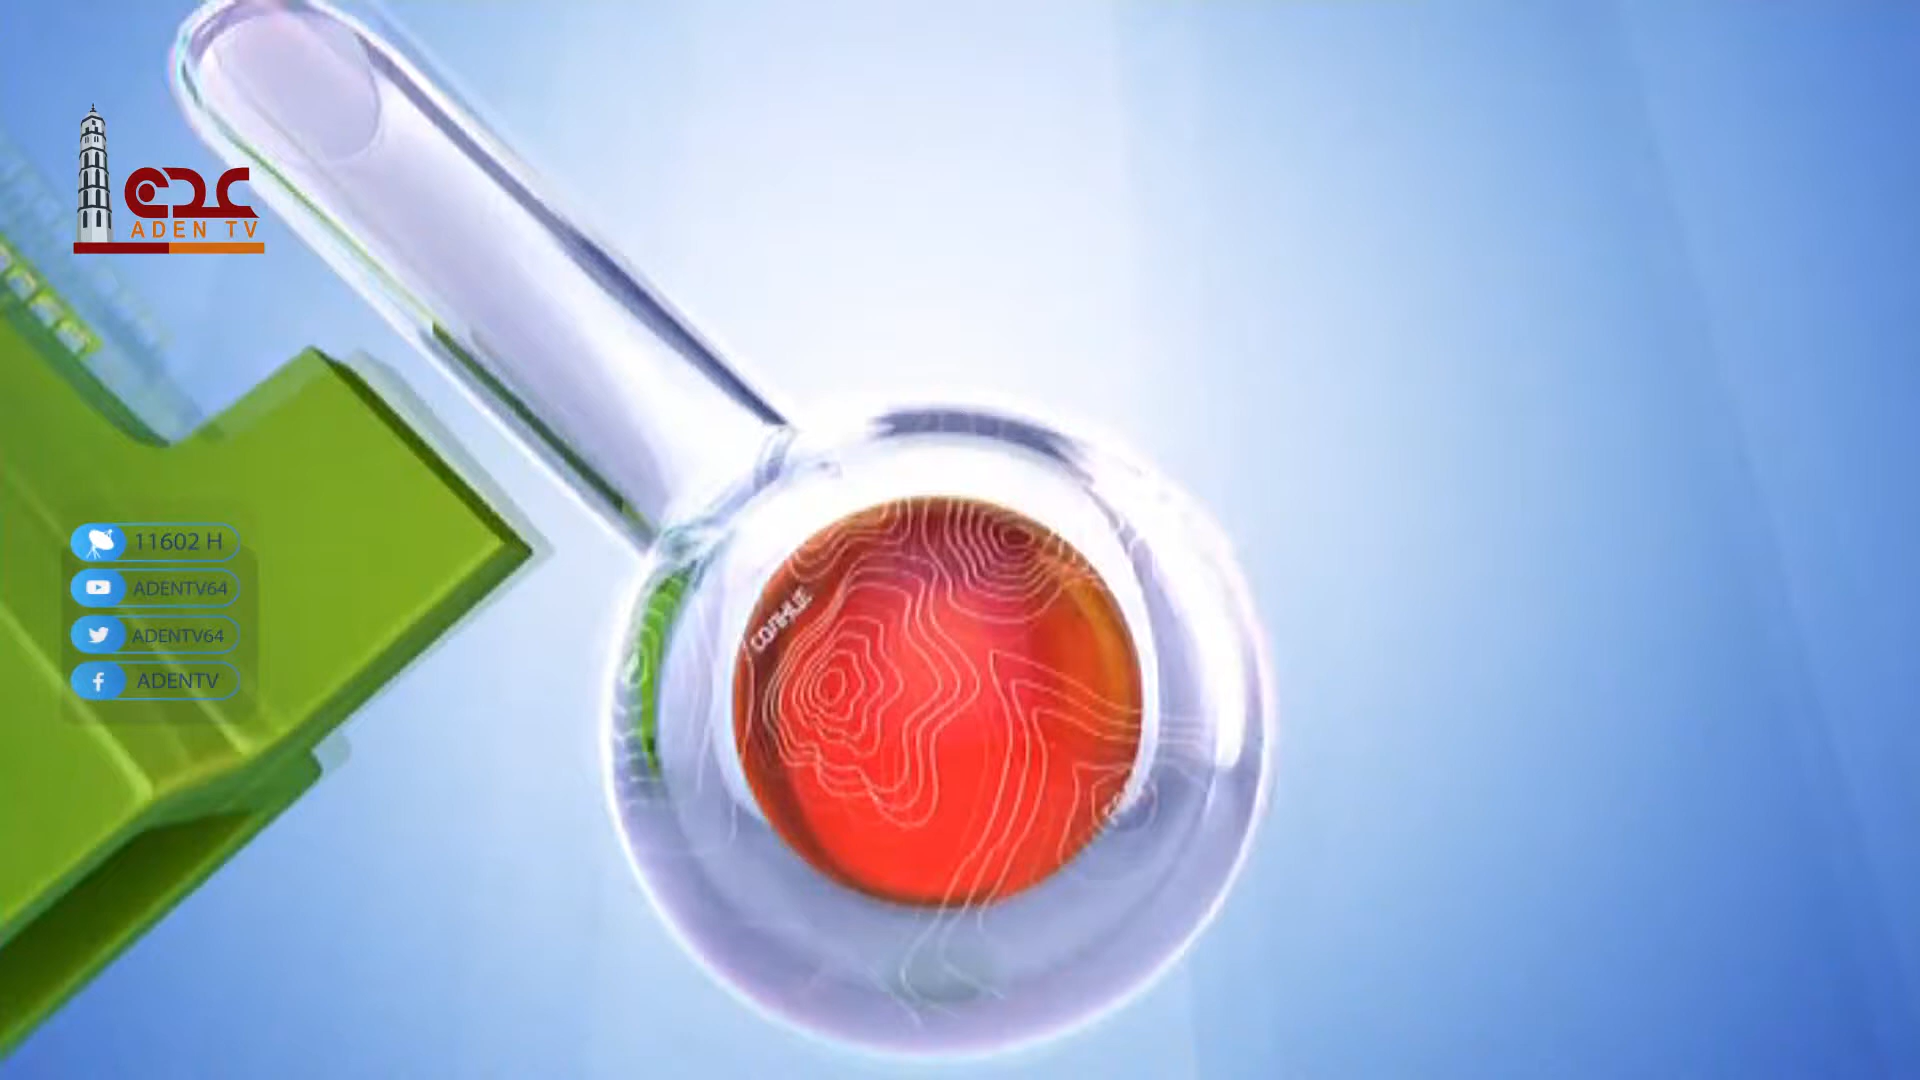 عدن
ADEN TV
11602 H
ADENTV64
ADENTV64
ADENTV